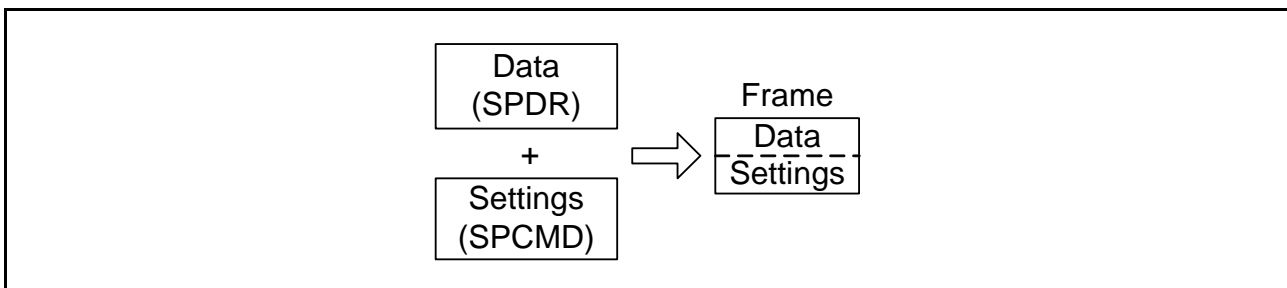 Data
(SPDR)
+
Settings
(SPCMD)
Frame
Data
Settings